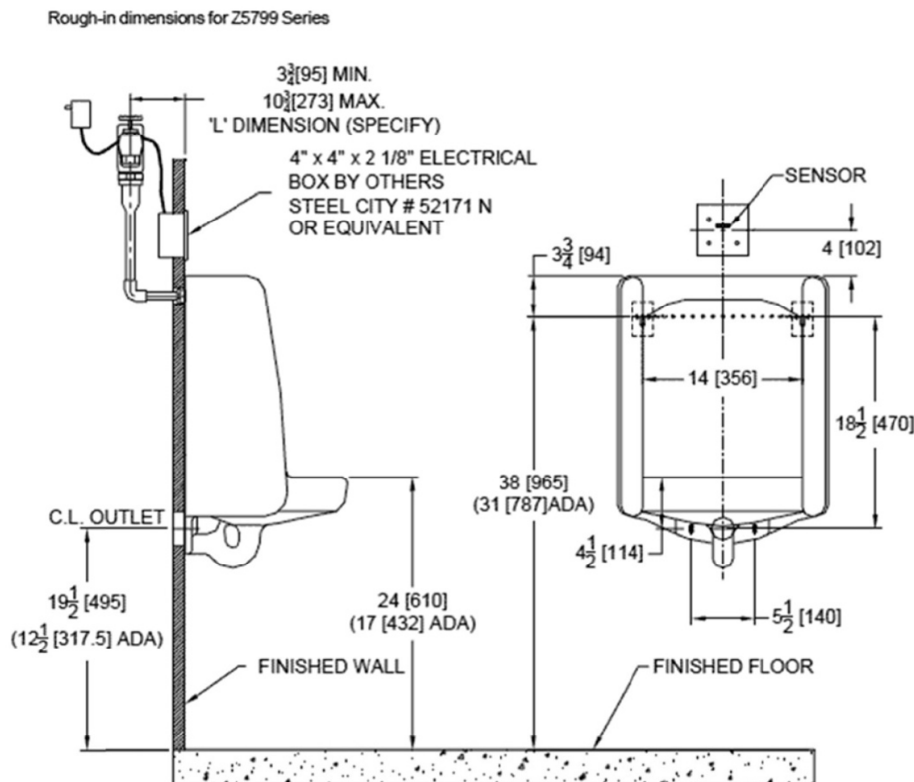 Rough-in dimensions for Z5799 Series
3¾[95] MIN.
10¾[273] MAX.
'L' DIMENSION (SPECIFY)
4" x 4" x 2 1/8" ELECTRICAL
BOX BY OTHERS
STEEL CITY # 52171 N
OR EQUIVALENT
SENSOR
3¾ [94]
4 [102]
14 [356]
18½ [470]
38 [965]
(31 [787]ADA)
C.L. OUTLET
4½ [114]
19½ [495]
(12½ [317.5] ADA)
24 [610]
(17 [432] ADA)
5½ [140]
FINISHED WALL
FINISHED FLOOR